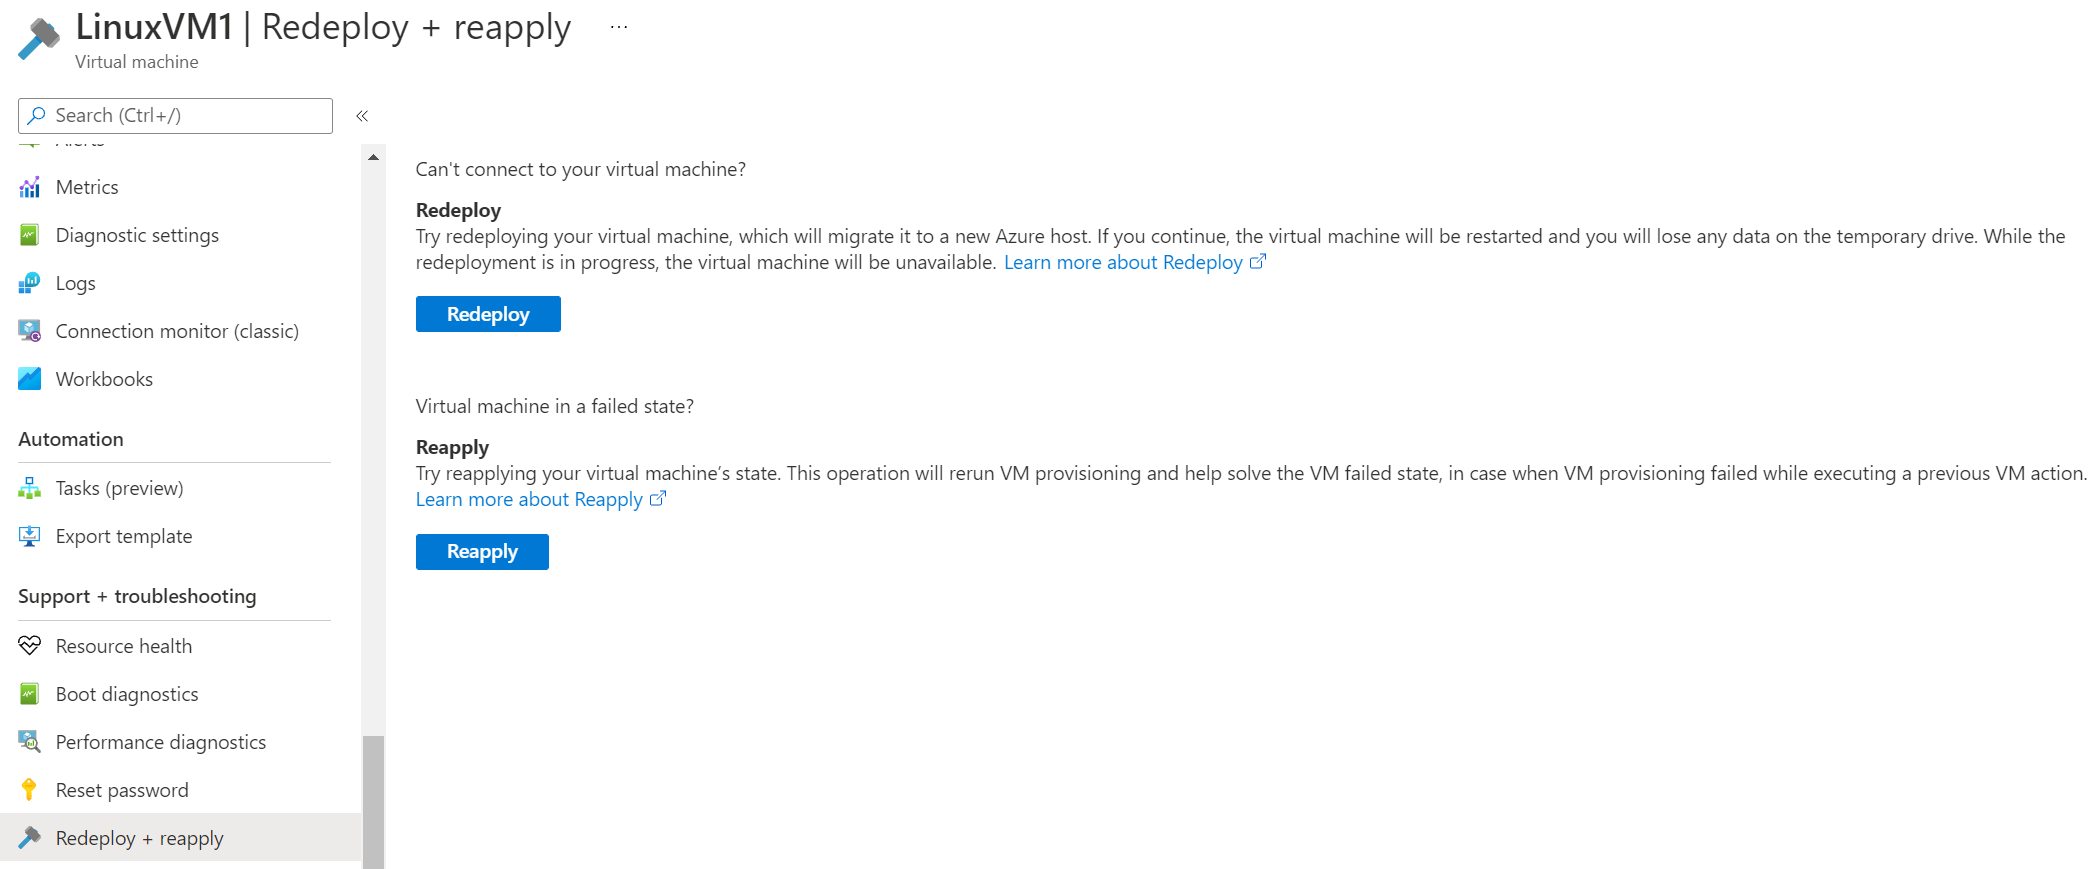 LinuxVM1 | Redeploy + reapply ...
Virtual machine
Search (Ctrl+/)
«
Alerts
Metrics
Diagnostic settings
Logs
Connection monitor (classic)
Workbooks
Automation
Tasks (preview)
Export template
Support + troubleshooting
Resource health
Boot diagnostics
Performance diagnostics
Reset password
Redeploy + reapply
Can't connect to your virtual machine?
Redeploy
Try redeploying your virtual machine, which will migrate it to a new Azure host. If you continue, the virtual machine will be restarted and you will lose any data on the temporary drive. While the
redeployment is in progress, the virtual machine will be unavailable. Learn more about Redeploy
Redeploy
Virtual machine in a failed state?
Reapply
Try reapplying your virtual machine’s state. This operation will rerun VM provisioning and help solve the VM failed state, in case when VM provisioning failed while executing a previous VM action.
Learn more about Reapply
Reapply